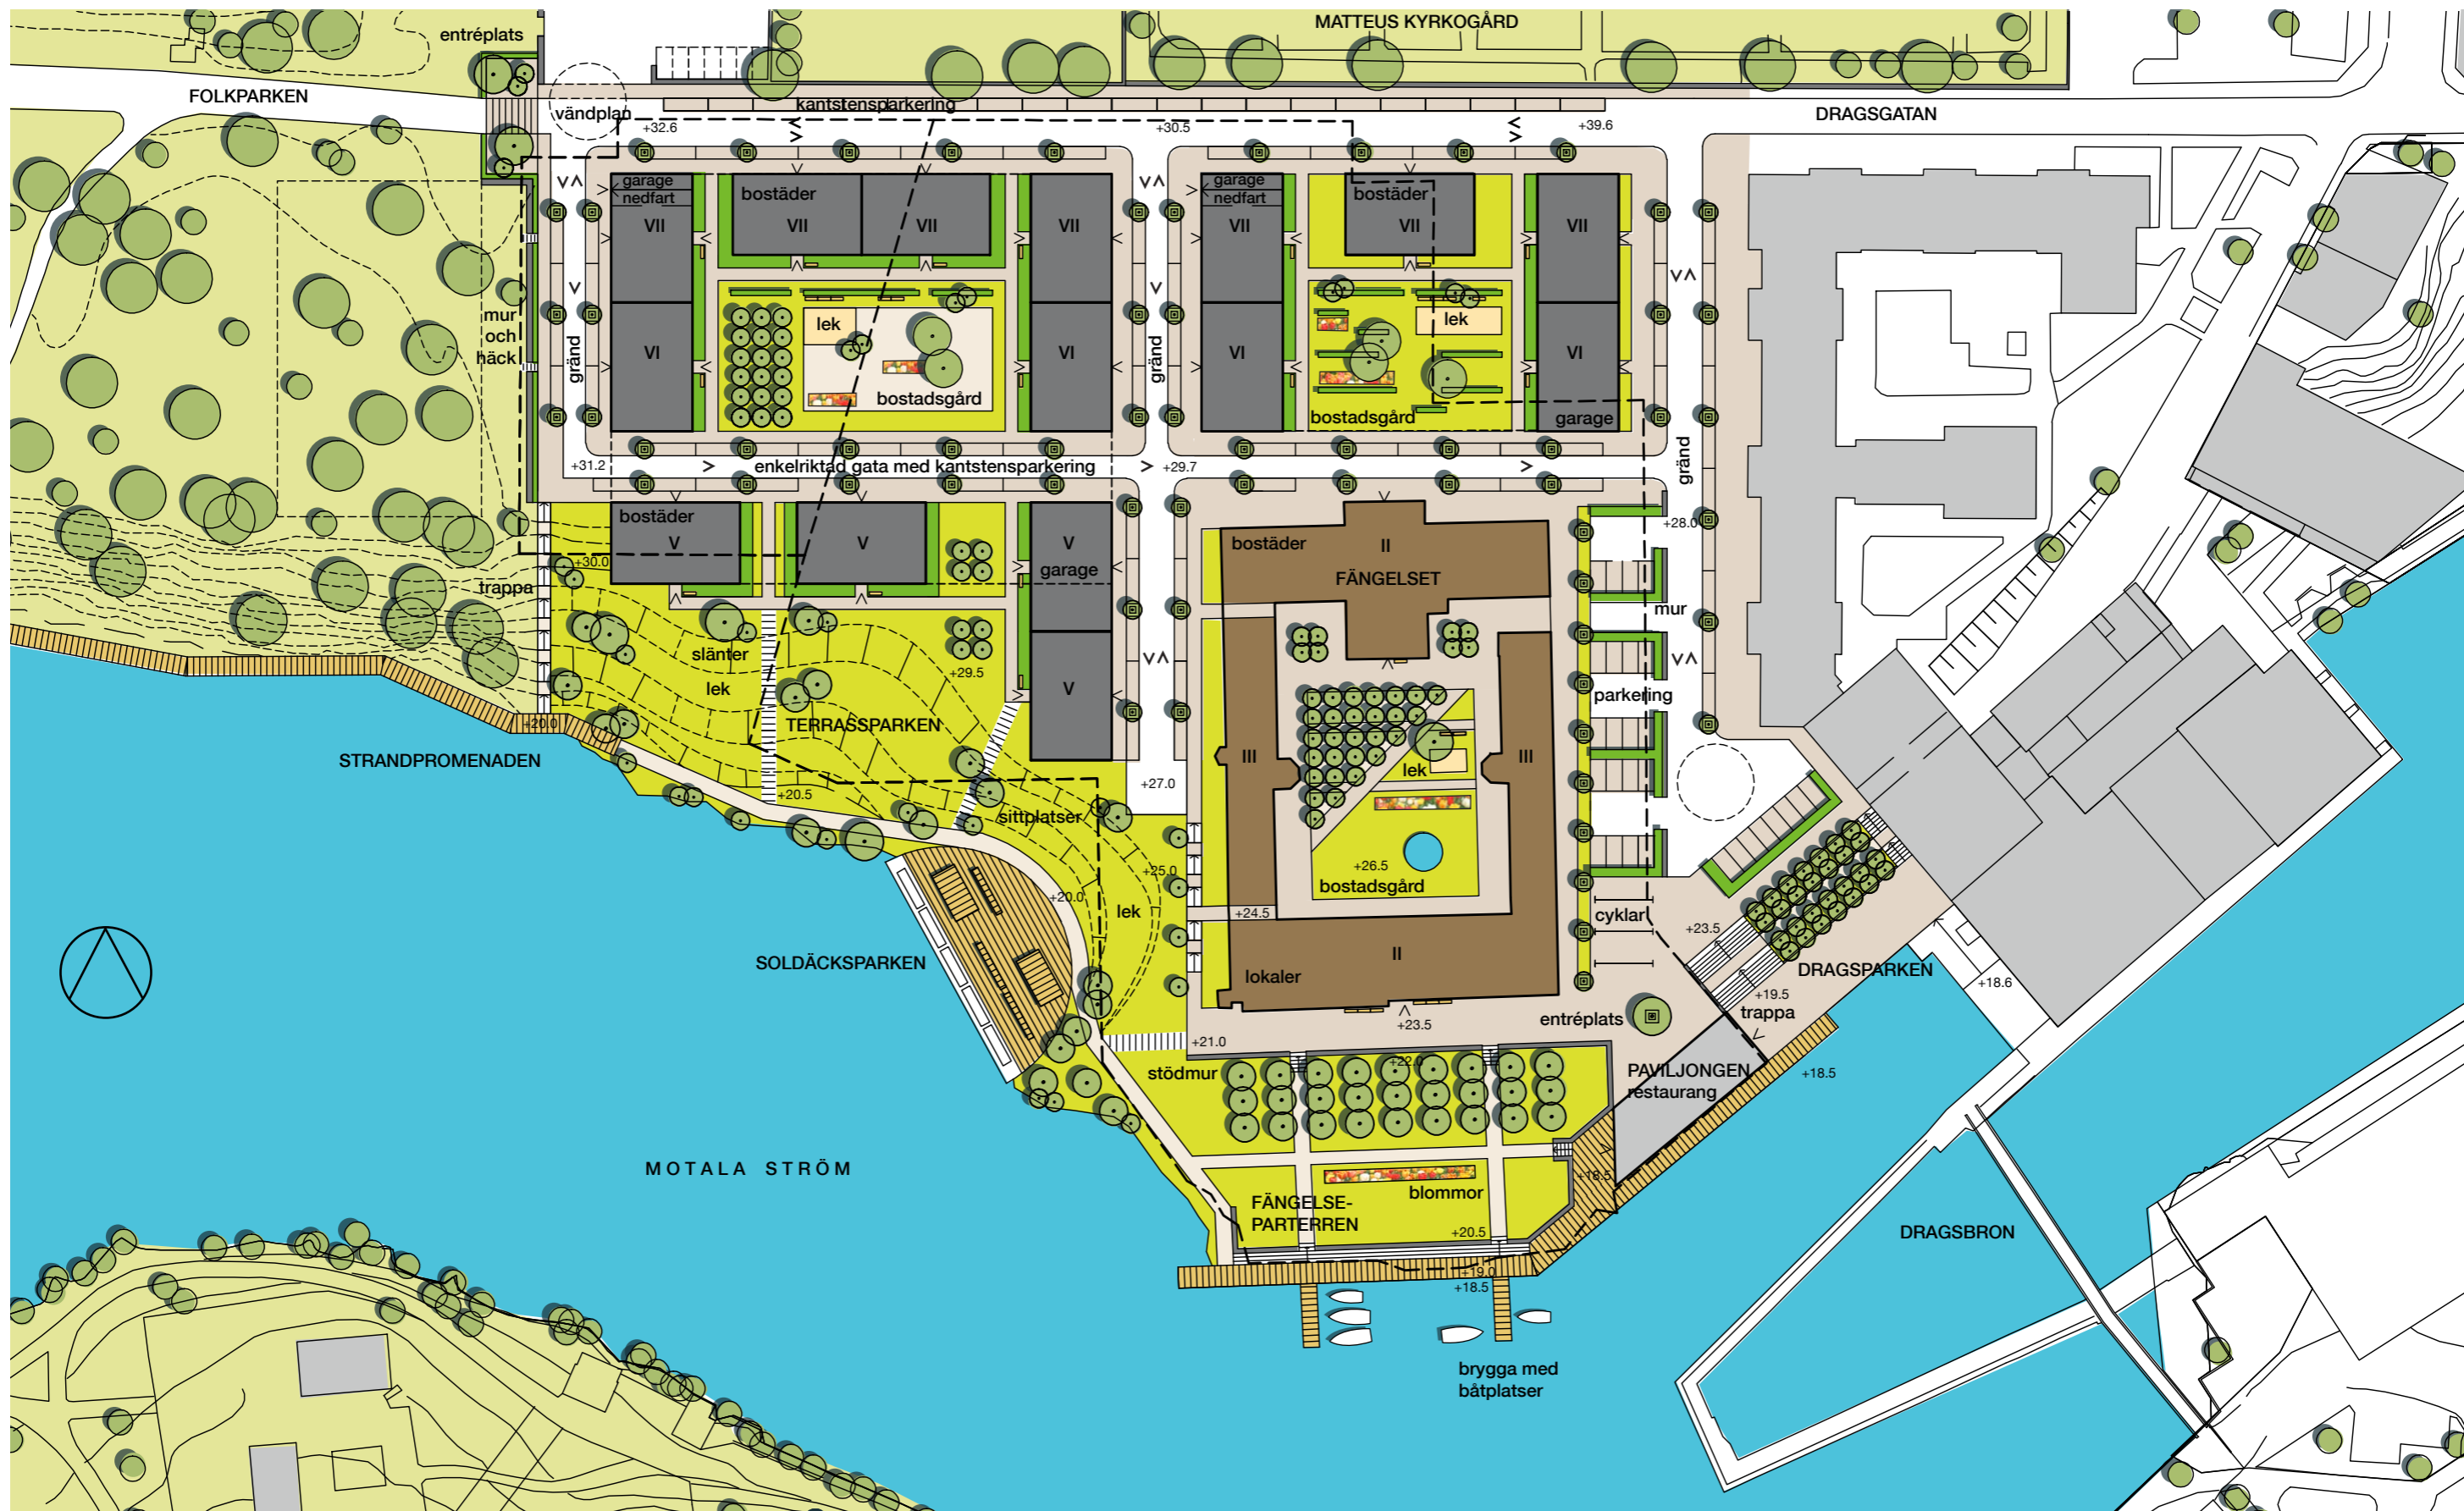 MATTEUS KYRKOGÅRD
entréplats
FOLKPARKEN
vändplan
kantstensparkering
DRAGSGATAN
+32.6
+30.5
+39.6
garage
nedfart
VII
bostäder
VII
VII
VII
garage
nedfart
VII
bostäder
VII
VII
mur
och
häck
gränd
VI
lek
bostadsgård
VI
gränd
VI
lek
bostadsgård
VI
garage
gränd
+31.2
enkelriktad gata med kantstensparkering
+29.7
+28.0
bostäder
V
V
V
garage
V
+30.0
trappa
slänter
lek
+29.5
TERRASSPARKEN
+20.0
STRANDPROMENADEN
+20.5
sittplatser
+27.0
+25.0
+20.0
lek
SOLDÄCKSPARKEN
bostäder
II
FÄNGELSET
III
III
lek
+26.5
bostadsgård
+24.5
II
lokaler
+23.5
mur
parkering
cyklar
+23.5
DRAGSPARKEN
+19.5
trappa
+18.6
entréplats
+21.0
+22.0
stödmur
PAVILJONGEN
restaurang
+18.5
+18.5
MOTALA STRÖM
blommor
FÄNGELSE-
PARTERREN
+20.5
+19.0
+18.5
DRAGSBRON
brygga med
båtplatser